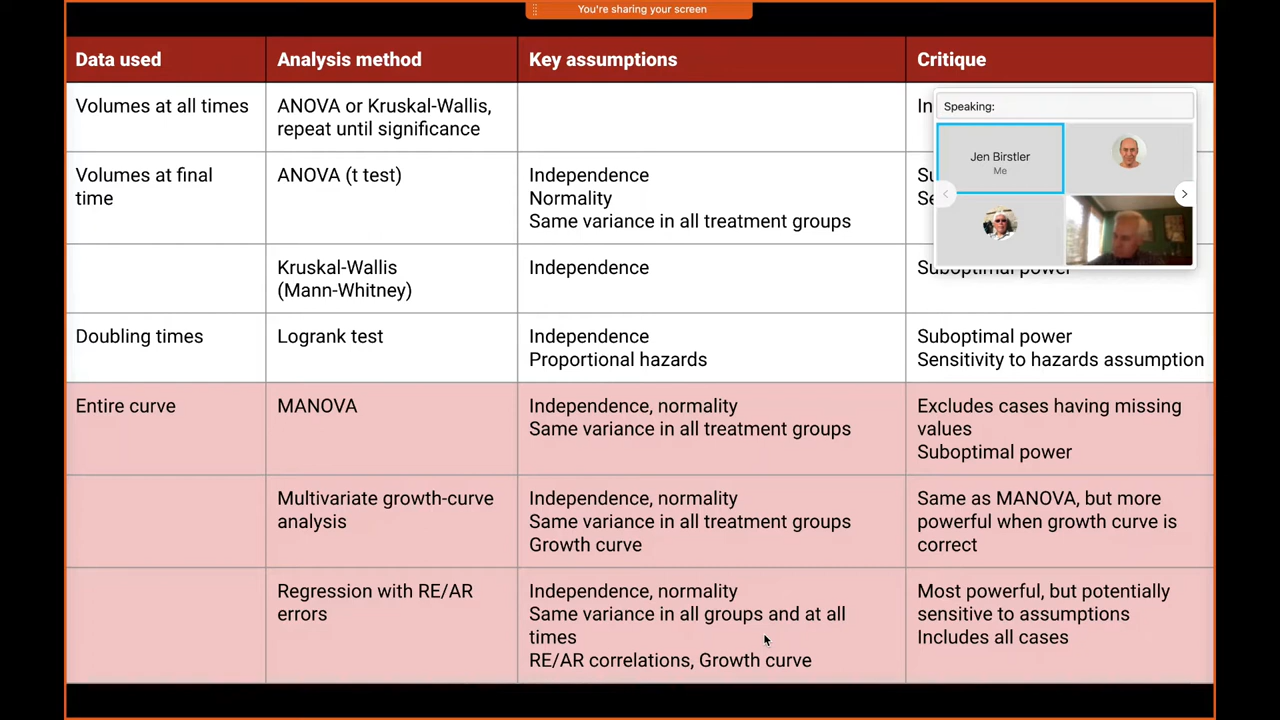 You're sharing your screen
Data used
Analysis method
Key assumptions
Critique
Volumes at all times
ANOVA or Kruskal-Wallis,
repeat until significance
In
Speaking:
Jen Birstler
Me
Volumes at final
time
ANOVA (t test)
Independence
Normality
Same variance in all treatment groups
Su
Se
Kruskal-Wallis
(Mann-Whitney)
Independence
Suboptimal power
Doubling times
Logrank test
Independence
Proportional hazards
Suboptimal power
Sensitivity to hazards assumption
Entire curve
MANOVA
Independence, normality
Same variance in all treatment groups
Excludes cases having missing
values
Suboptimal power
Multivariate growth-curve
analysis
Independence, normality
Same variance in all treatment groups
Growth curve
Same as MANOVA, but more
powerful when growth curve is
correct
Regression with RE/AR
errors
Independence, normality
Same variance in all groups and at all
times
RE/AR correlations, Growth curve
Most powerful, but potentially
sensitive to assumptions
Includes all cases